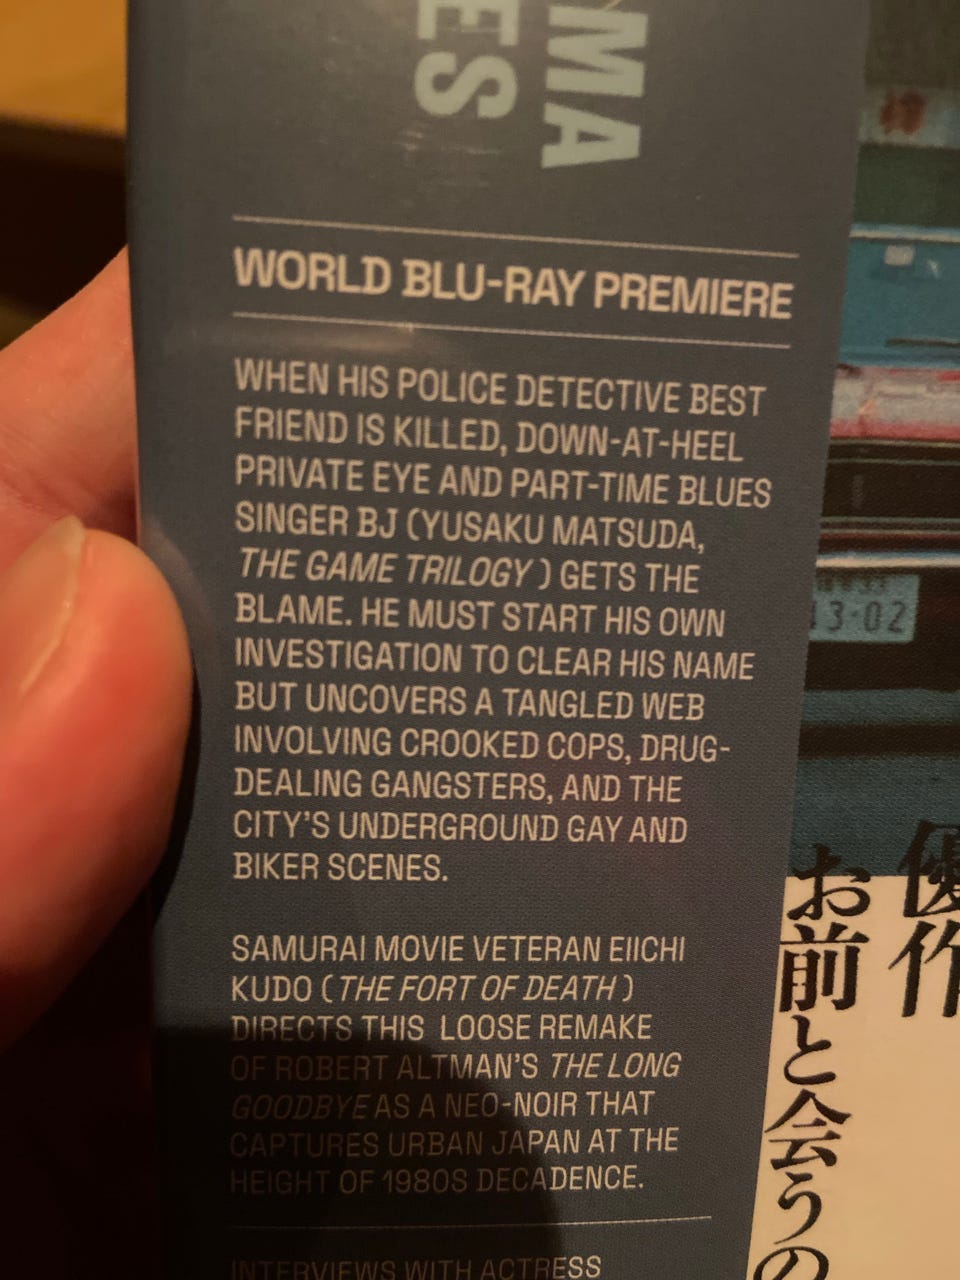 MA
ES
WORLD BLU-RAY PREMIERE
WHEN HIS POLICE DETECTIVE BEST
FRIEND IS KILLED, DOWN-AT-HEEL
PRIVATE EYE AND PART-TIME BLUES
SINGER BJ (YUSAKU MATSUDA,
THE GAME TRILOGY ) GETS THE
BLAME. HE MUST START HIS OWN
INVESTIGATION TO CLEAR HIS NAME
BUT UNCOVERS A TANGLED WEB
INVOLVING CROOKED COPS, DRUG-
DEALING GANGSTERS, AND THE
CITY'S UNDERGROUND GAY AND
BIKER SCENES.
SAMURAI MOVIE VETERAN EIICHI
KUDO (THE FORT OF DEATH )
DIRECTS THIS LOOSE REMAKE
OF ROBERT ALTMAN'S THE LONG
GOODBYE AS A NEO-NOIR THAT
CAPTURES URBAN JAPAN AT THE
HEIGHT OF 1980S DECADENCE.
INTERVIEWS WITH ACTRESS
3-02
優作
お前と会うの